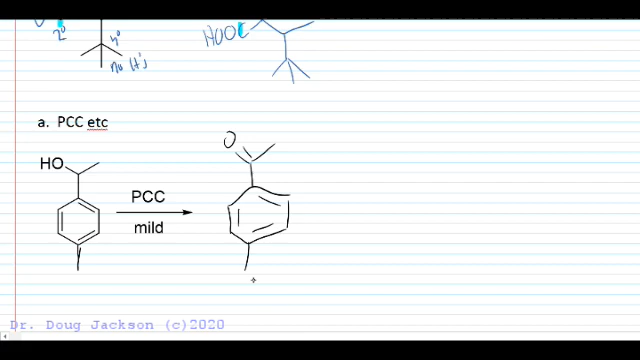 O
2° 4° HOOC
no (H's)
a. PCC etc
O
HO
PCC
mild
Dr. Doug Jackson (c)2020